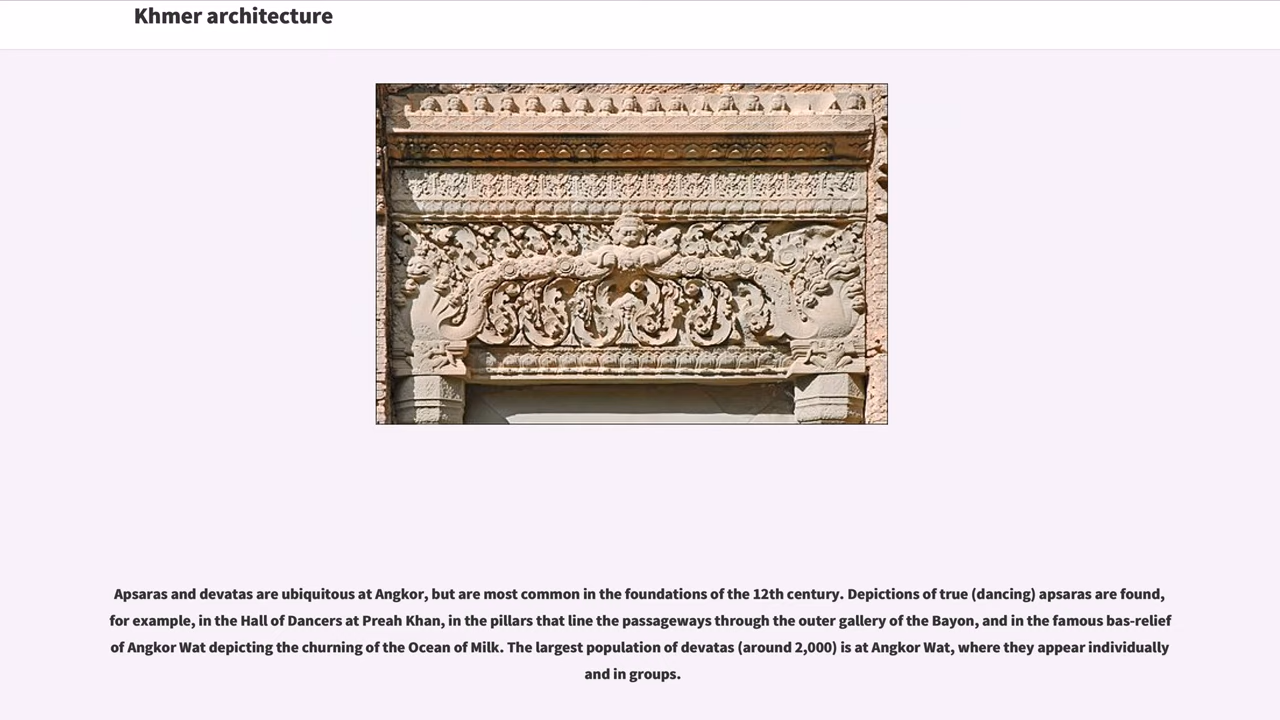 Khmer architecture
Apsaras and devatas are ubiquitous at Angkor, but are most common in the foundations of the 12th century. Depictions of true (dancing) apsaras are found,
for example, in the Hall of Dancers at Preah Khan, in the pillars that line the passageways through the outer gallery of the Bayon, and in the famous bas-relief
of Angkor Wat depicting the churning of the Ocean of Milk. The largest population of devatas (around 2,000) is at Angkor Wat, where they appear individually
and in groups.